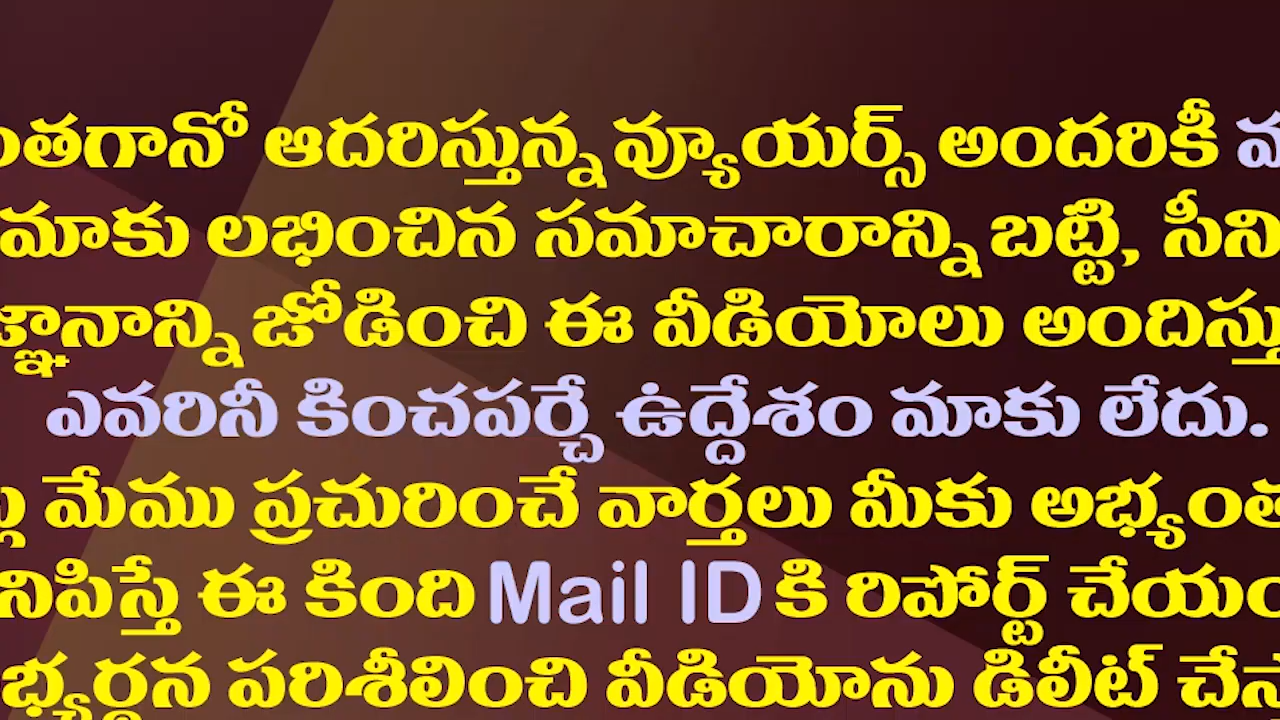 ంతగానో ఆదరిస్తున్న వ్యూయర్స్ అందరికీ
మాకు లభించిన సమాచారాన్ని బట్టి, సీని
జ్ఞానాన్ని జోడించి ఈ వీడియోలు అందిస్తు
ఎవరినీ కించపర్చే ఉద్దేశం మాకు లేదు.
మేము ప్రచురించే వార్తలు మీకు అభ్యంత
నిపిస్తే ఈ కింది Mail ID కి రిపోర్ట్ చేయం
భ్యర్థన పరిశీలించి వీడియోను డిలీట్ చేస